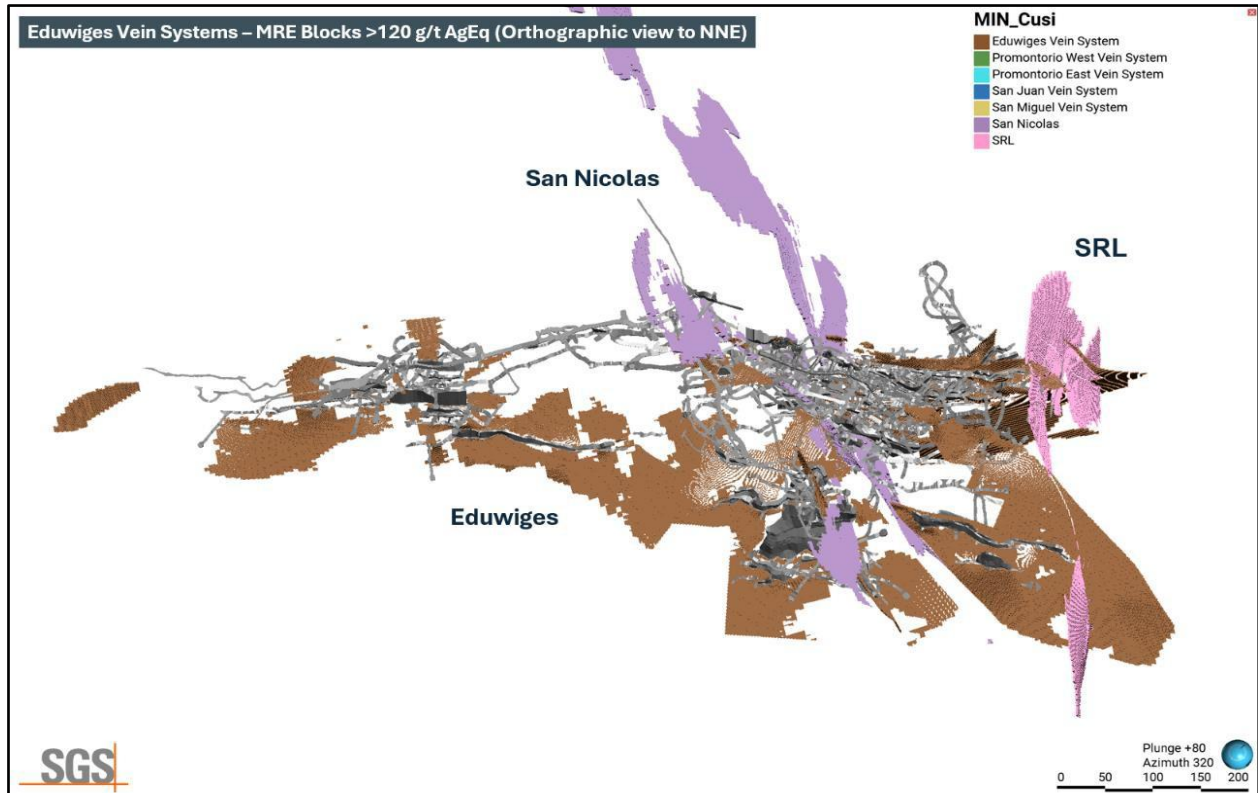 Eduwiges Vein Systems – MRE Blocks >120 g/t AgEq (Orthographic view to NNE)
MIN_Cusi
Eduwiges Vein System
Promontorio West Vein System
Promontorio East Vein System
San Juan Vein System
San Miguel Vein System
San Nicolas
SRL
San Nicolas
SRL
Eduwiges
SGS
Plunge +80
Azimuth 320
0 50 100 150 200